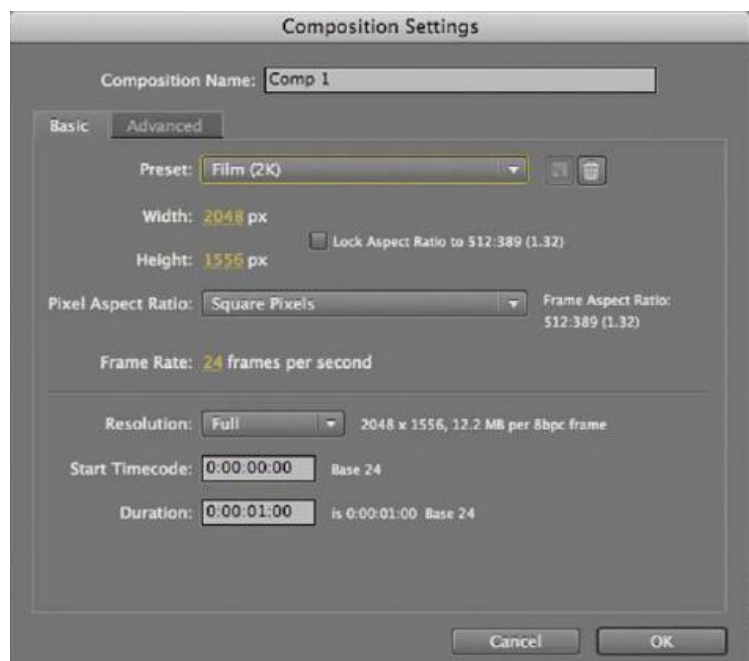 Composition Settings
Composition Name: Comp 1
Basic Advanced
Preset: Film (2K)
Width: 2048 px
Lock Aspect Ratio to 512:389 (1.32)
Height: 1556 px
Pixel Aspect Ratio: Square Pixels Frame Aspect Ratio:
512:389 (1.32)
Frame Rate: 24 frames per second
Resolution: Full 2048 x 1556, 12.2 MB per 8bpc frame
Start Timecode: 0:00:00:00 Base 24
Duration: 0:00:01:00 is 0:00:01:00 Base 24
Cancel OK